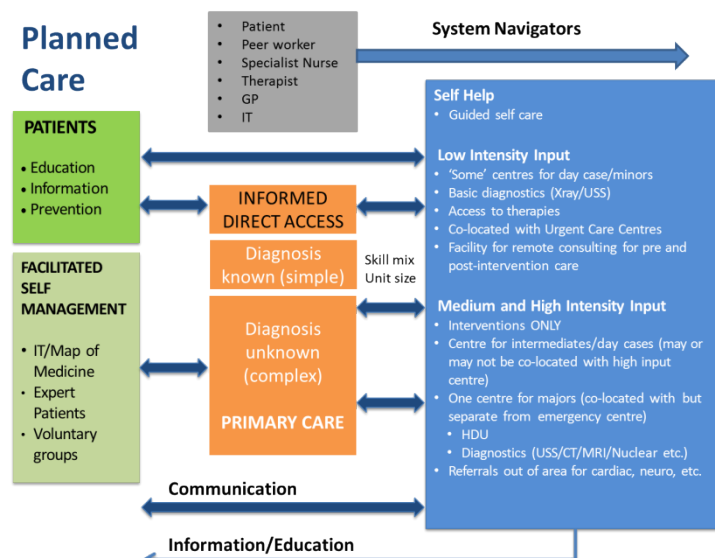 Planned
Care
• Patient
• Peer worker
• Specialist Nurse
• Therapist
• GP
• IT
System Navigators
PATIENTS
• Education
• Information
• Prevention
FACILITATED
SELF
MANAGEMENT
• IT/Map of
Medicine
• Expert
Patients
• Voluntary
groups
INFORMED
DIRECT ACCESS
Diagnosis
known (simple)
Diagnosis
unknown
(complex)
PRIMARY CARE
Skill mix
Unit size
Self Help
• Guided self care
Low Intensity Input
• ‘Some’ centres for day case/minors
• Basic diagnostics (Xray/USS)
• Access to therapies
• Co-located with Urgent Care Centres
• Facility for remote consulting for pre and
post-intervention care
Medium and High Intensity Input
• Interventions ONLY
• Centre for intermediates/day cases (may or
may not be co-located with high input
centre)
• One centre for majors (co-located with but
separate from emergency centre)
• HDU
• Diagnostics (USS/CT/MRI/Nuclear etc.)
• Referrals out of area for cardiac, neuro, etc.
Communication
Information/Education